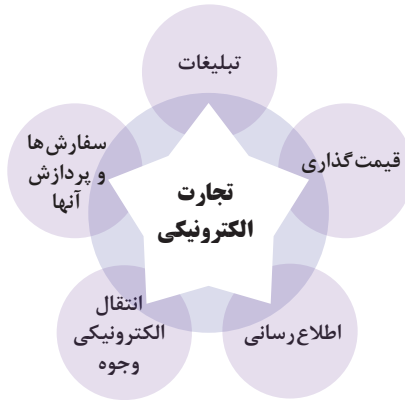 تبلیغات
قیمت‌گذاری
اطلاع‌رسانی
انتقال
الکترونیکی
وجوه
سفارش‌ها
و پردازش
آنها
تجارت
الکترونیکی